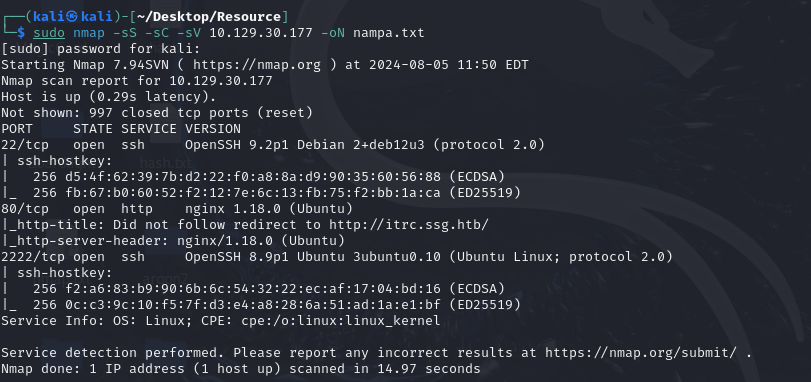 ┌──(kali㉿kali)-[~/Desktop/Resource]
└─$ sudo nmap -sS -sC -sV 10.129.30.177 -oN nampa.txt
[sudo] password for kali:
Starting Nmap 7.94SVN ( https://nmap.org ) at 2024-08-05 11:50 EDT
Nmap scan report for 10.129.30.177
Host is up (0.29s latency).
Not shown: 997 closed tcp ports (reset)
PORT     STATE SERVICE VERSION
22/tcp   open  ssh     OpenSSH 9.2p1 Debian 2+deb12u3 (protocol 2.0)
| ssh-hostkey:
|   256 d5:4f:62:39:7b:d2:22:f0:a8:8a:d9:90:35:60:56:88 (ECDSA)
|_  256 fb:67:b0:60:52:f2:12:7e:6c:13:fb:75:f2:bb:1a:ca (ED25519)
80/tcp   open  http    nginx 1.18.0 (Ubuntu)
|_http-title: Did not follow redirect to http://itrc.ssg.htb/
|_http-server-header: nginx/1.18.0 (Ubuntu)
2222/tcp open  ssh     OpenSSH 8.9p1 Ubuntu 3ubuntu0.10 (Ubuntu Linux; protocol 2.0)
| ssh-hostkey:
|   256 f2:a6:83:b9:90:6b:6c:54:32:22:ec:af:17:04:bd:16 (ECDSA)
|_  256 0c:c3:9c:10:f5:7f:d3:e4:a8:28:6a:51:ad:1a:e1:bf (ED25519)
Service Info: OS: Linux; CPE: cpe:/o:linux:linux_kernel

Service detection performed. Please report any incorrect results at https://nmap.org/submit/ .
Nmap done: 1 IP address (1 host up) scanned in 14.97 seconds